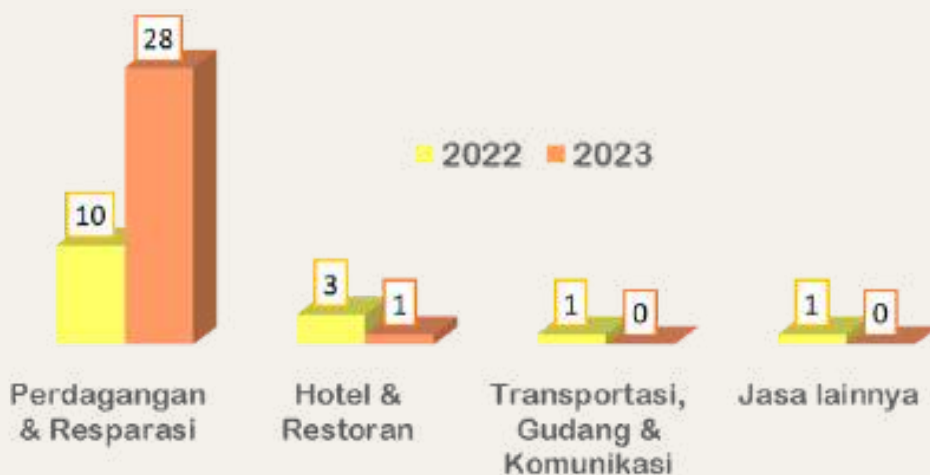 28
10
2022 2023
3
1
1
0
1
0
Perdagangan
& Resparasi
Hotel &
Restoran
Transportasi,
Gudang &
Komunikasi
Jasa lainnya